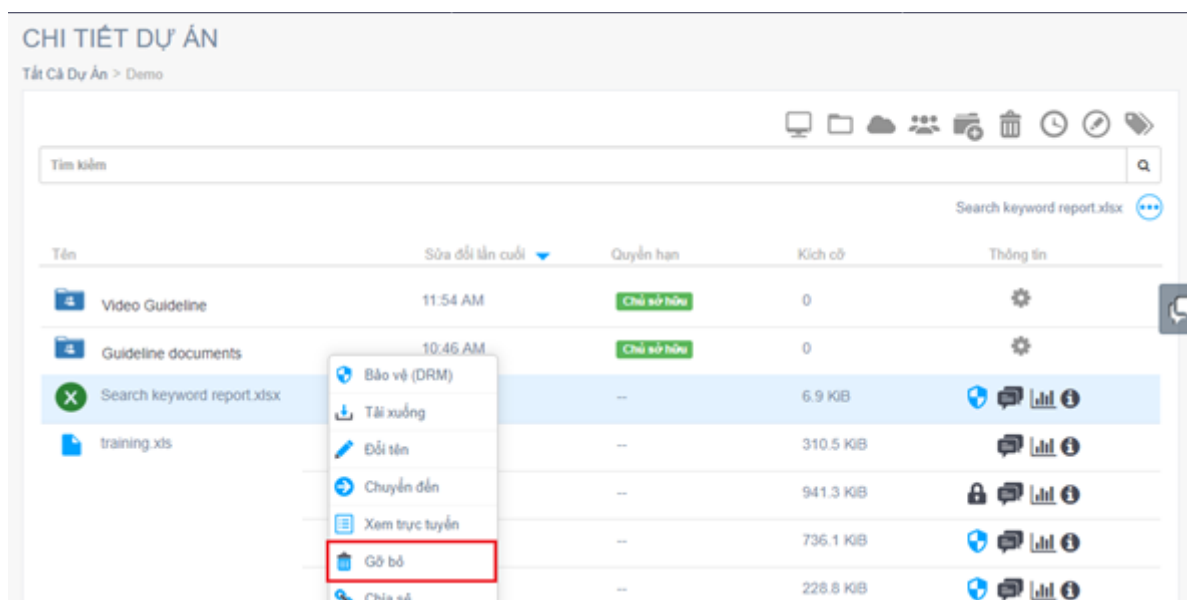 CHI TIẾT DỰ ÁN
Tất Cả Dự Án > Demo
Tìm kiếm
Search keyword report.xlsx
Tên Sửa đổi lần cuối Quyền hạn Kích cỡ Thông tin
Video Guideline 11:54 AM Chủ sở hữu 0
Guideline documents 10:46 AM Chủ sở hữu 0
Bảo vệ (DRM)
Search keyword report.xlsx -- 6.9 KiB
Tải xuống
training.xls -- 310.5 KiB
Đổi tên
Chuyển đến -- 941.3 KiB
Xem trực tuyến
-- 736.1 KiB
Gỡ bỏ
Chia sẻ -- 228.8 KiB